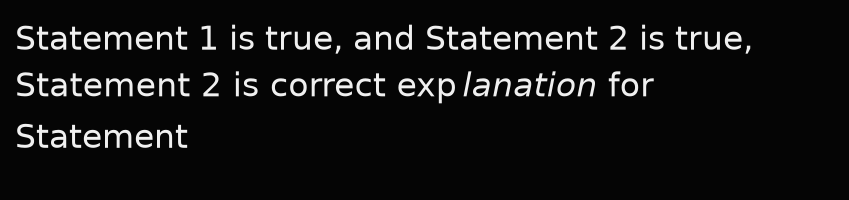 Statement 1 is true, and Statement 2 is true,
Statement 2 is correct explanation for
Statement